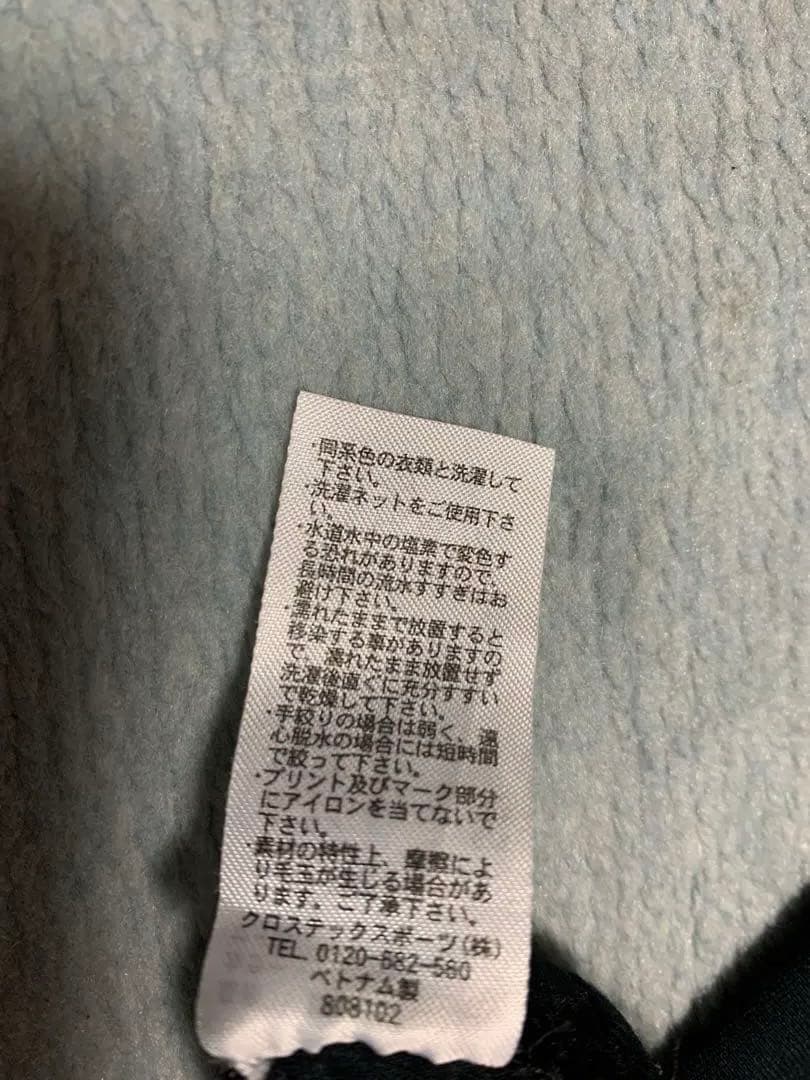 ・同系色の衣類と洗濯して
下さい。
・洗濯ネットをご使用下さ
い。
・水道水中の塩素で変色す
る恐れがありますので、
長時間の流水すすぎはお
避け下さい。
・濡れたままで放置すると
移染する事がありますの
で、濡れたまま放置せず
洗濯後直ぐに充分すすい
で乾燥して下さい。
・手絞りの場合は弱く、遠
心脱水の場合には短時間
で絞って下さい。
・プリント及びマーク部分
にアイロンを当てないで
下さい。
・素材の特性上、摩擦によ
り毛玉が生じる場合があ
ります、ご了承下さい。
クロステックスポーツ(株)
TEL. 0120-682-580
ベトナム製
808102